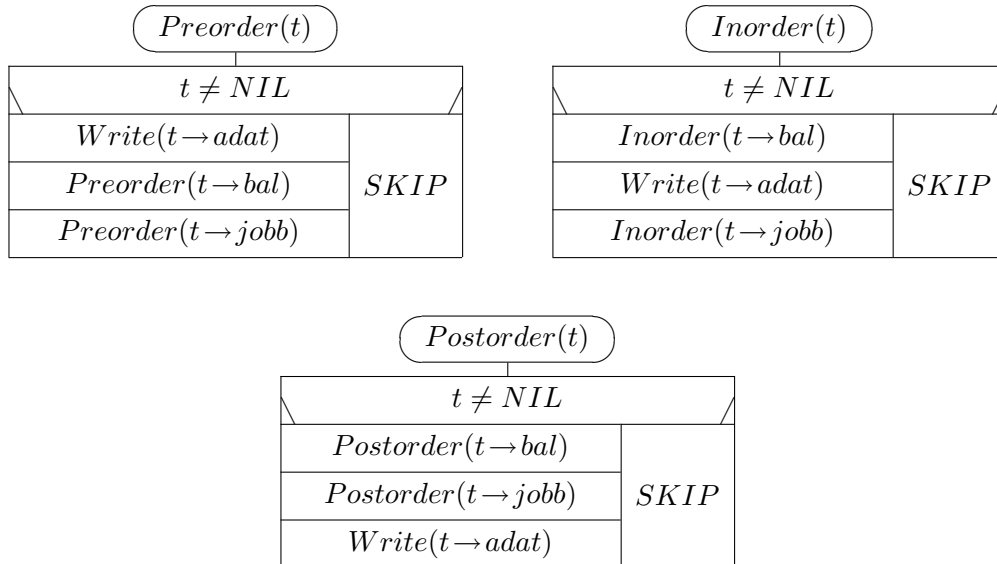 Preorder(t)
t ≠ NIL
Write(t→adat)
Preorder(t→bal)
Preorder(t→jobb)
SKIP
Inorder(t)
t ≠ NIL
Inorder(t→bal)
Write(t→adat)
Inorder(t→jobb)
SKIP
Postorder(t)
t ≠ NIL
Postorder(t→bal)
Postorder(t→jobb)
Write(t→adat)
SKIP